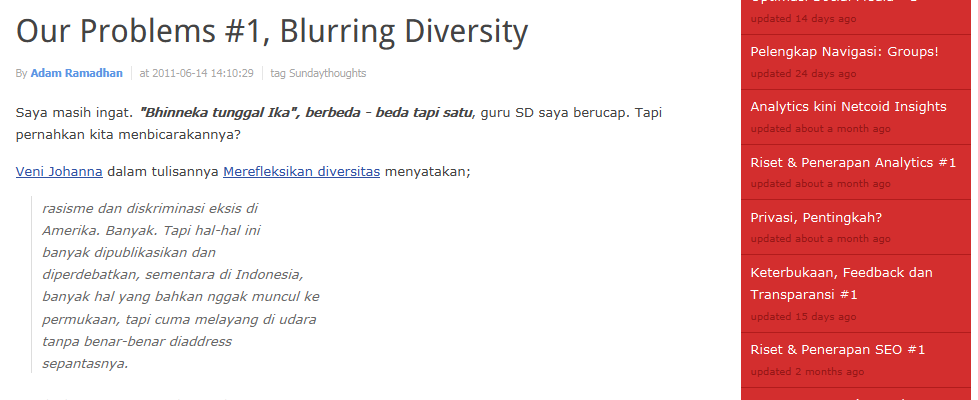 Our Problems #1, Blurring Diversity
By Adam Ramadhan at 2011-06-14 14:10:29 tag Sundaythoughts
Saya masih ingat. "Bhinneka tunggal Ika", berbeda - beda tapi satu, guru SD saya berucap. Tapi
pernahkan kita menbicarakannya?
Veni Johanna dalam tulisannya Merefleksikan diversitas menyatakan;
rasisme dan diskriminasi eksis di
Amerika. Banyak. Tapi hal-hal ini
banyak dipublikasikan dan
diperdebatkan, sementara di Indonesia,
banyak hal yang bahkan nggak muncul ke
permukaan, tapi cuma melayang di udara
tanpa benar-benar diaddress
sepantasnya.
updated 14 days ago
Pelengkap Navigasi: Groups!
updated 24 days ago
Analytics kini Netcoid Insights
updated about a month ago
Riset & Penerapan Analytics #1
updated about a month ago
Privasi, Pentingkah?
updated about a month ago
Keterbukaan, Feedback dan
Transparansi #1
updated 15 days ago
Riset & Penerapan SEO #1
updated 2 months ago